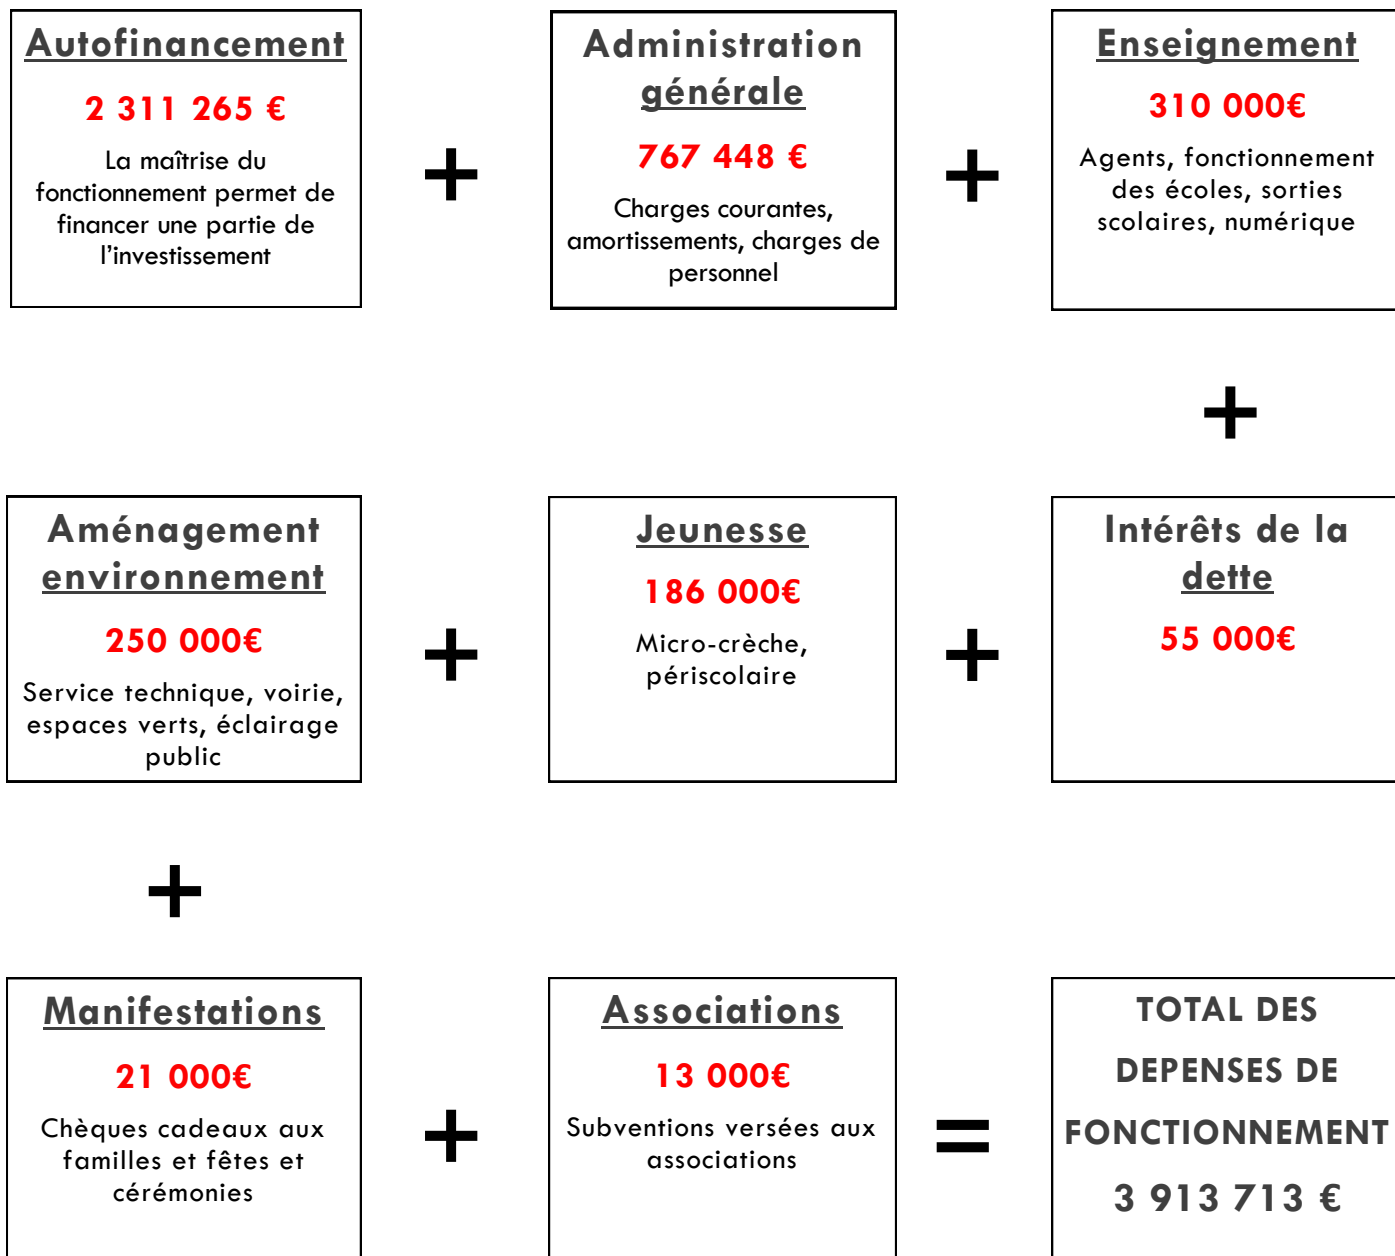 Autofinancement
2 311 265 €
La maîtrise du
fonctionnement permet de
financer une partie de
l'investissement
+
Administration
générale
767 448 €
Charges courantes,
amortissements, charges de
personnel
+
Enseignement
310 000€
Agents, fonctionnement
des écoles, sorties
scolaires, numérique
+
Aménagement
environnement
250 000€
Service technique, voirie,
espaces verts, éclairage
public
+
Jeunesse
186 000€
Micro-crèche,
périscolaire
+
Intérêts de la
dette
55 000€
+
Manifestations
21 000€
Chèques cadeaux aux
familles et fêtes et
cérémonies
+
Associations
13 000€
Subventions versées aux
associations
=
TOTAL DES
DEPENSES DE
FONCTIONNEMENT
3 913 713 €